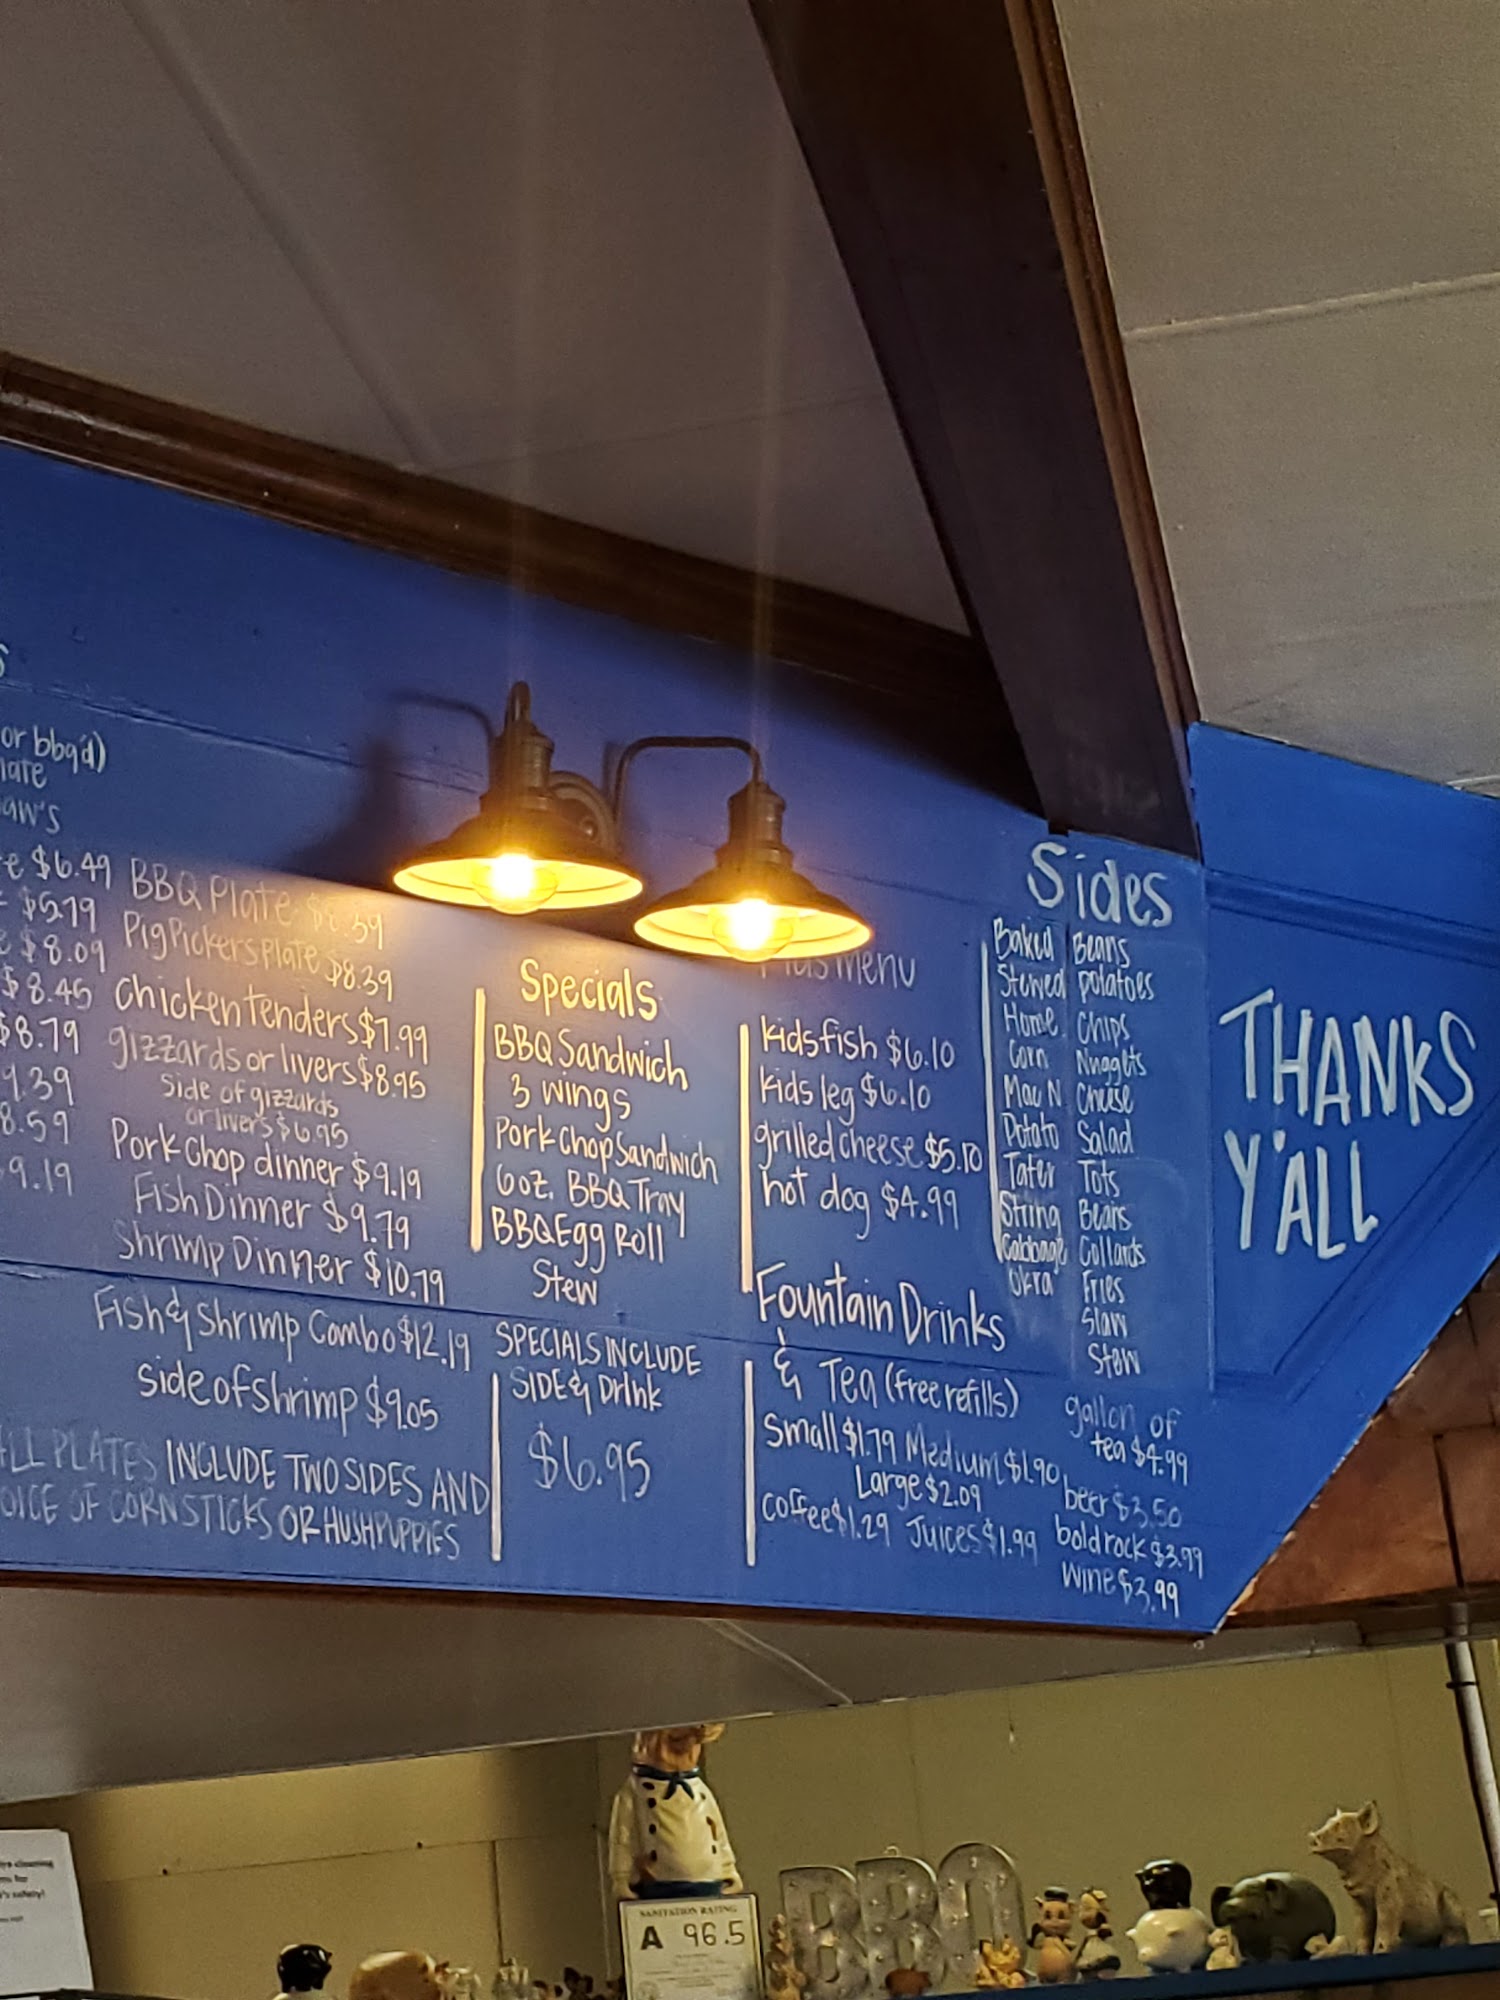 or bbq'd)
$6.49
$5.79
$8.09
$8.45
$8.79
9.39
8.59
9.19
BBQ Plate $8.39
Pig Pickers Plate $8.39
Chicken tenders $7.99
gizzards or livers $8.95
Side of gizzards
or livers $6.95
Pork Chop dinner $9.19
Fish Dinner $9.79
Shrimp Dinner $10.79
Fish & Shrimp Combo $12.19
side of shrimp $9.05
ALL PLATES INCLUDE TWO SIDES AND
OICE OF CORNSTICKS OR HUSHPUPPIES
Specials
BBQ Sandwich
3 wings
Pork Chop Sandwich
6oz. BBQ Tray
BBQ Egg Roll
Stew
SPECIALS INCLUDE
SIDE & Drink
$6.95
Menu
kids fish $6.10
kids leg $6.10
grilled cheese $5.10
hot dog $4.99
Fountain Drinks
& Tea (free refills)
Small $1.79 Medium $1.90
Large $2.09
Coffee $1.29 Juices $1.99
gallon of
tea $4.99
beer $3.50
boldrock $3.99
wine $3.99
Sides
Baked Beans
Stewed Potatoes
Home Chips
Corn Nuggets
Mac N Cheese
Potato Salad
Tater Tots
String Beans
Cabbage Collards
Okra Fries
Slaw
Stew
THANKS
Y'ALL
SANITATION RATING
A 96.5
BBQ